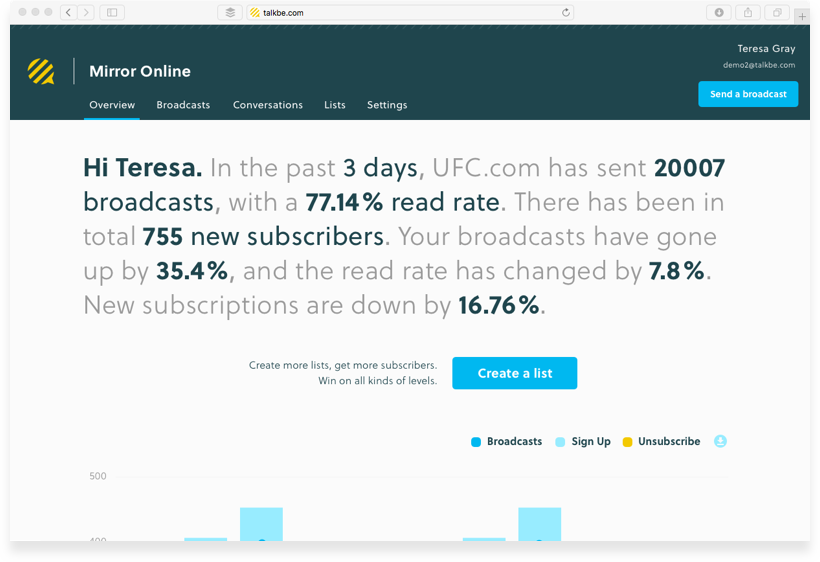 talkbe.com
Teresa Gray
demo2@talkbe.com
Mirror Online
Send a broadcast
Overview Broadcasts Conversations Lists Settings
Hi Teresa. In the past 3 days, UFC.com has sent 20007
broadcasts, with a 77.14% read rate. There has been in
total 755 new subscribers. Your broadcasts have gone
up by 35.4%, and the read rate has changed by 7.8%.
New subscriptions are down by 16.76%.
Create more lists, get more subscribers.
Win on all kinds of levels.
Create a list
Broadcasts Sign Up Unsubscribe
500